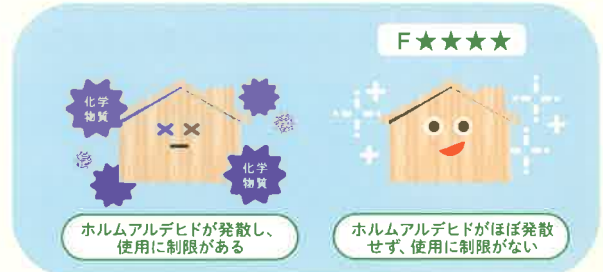 F★★★★
化学
物質
化学
物質
ホルムアルデヒドが発散し、
使用に制限がある
ホルムアルデヒドがほぼ発散
せず、使用に制限がない